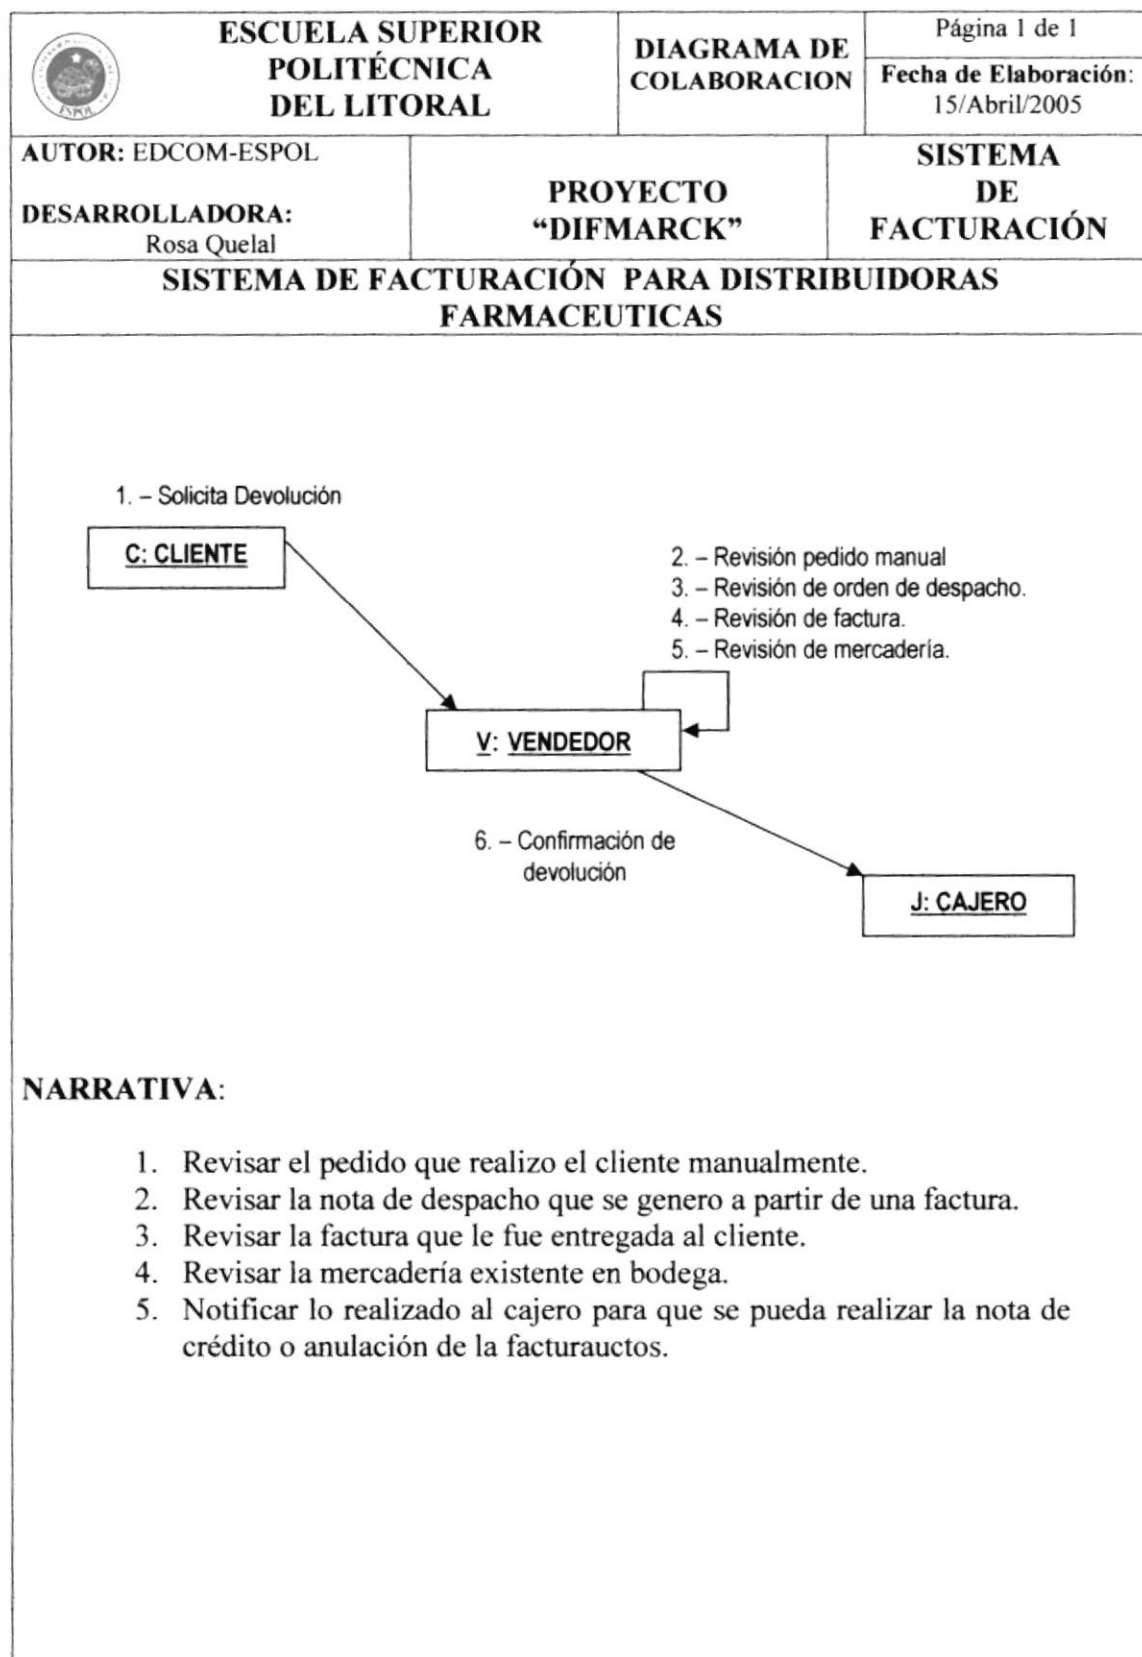 ESCUELA SUPERIOR
POLITÉCNICA
DEL LITORAL
DIAGRAMA DE
COLABORACION
Página 1 de 1
Fecha de Elaboración:
15/Abril/2005
ESPOL
AUTOR: EDCOM-ESPOL
DESARROLLADORA:
Rosa Quelal
PROYECTO
“DIFMARCK”
SISTEMA
DE
FACTURACIÓN
SISTEMA DE FACTURACIÓN PARA DISTRIBUIDORAS
FARMACEUTICAS
1. – Solicita Devolución
C: CLIENTE
2. – Revisión pedido manual
3. – Revisión de orden de despacho.
4. – Revisión de factura.
5. – Revisión de mercadería.
V: VENDEDOR
6. – Confirmación de
devolución
J: CAJERO
NARRATIVA:
1. Revisar el pedido que realizo el cliente manualmente.
2. Revisar la nota de despacho que se genero a partir de una factura.
3. Revisar la factura que le fue entregada al cliente.
4. Revisar la mercadería existente en bodega.
5. Notificar lo realizado al cajero para que se pueda realizar la nota de
crédito o anulación de la facturauctos.